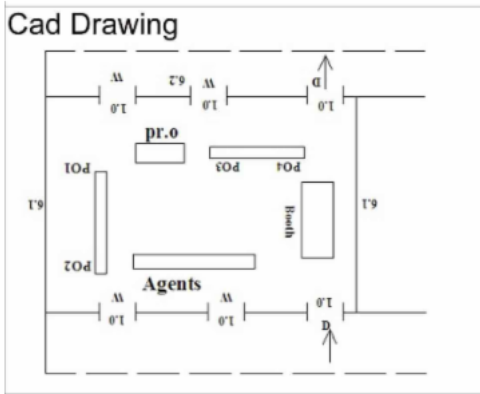 Cad Drawing
W 6.2 W D
1.0 1.0 1.0
pr.o
PO1 PO3 PO4
6.1 Booth 6.1
PO2
Agents
W W 1.0
1.0 1.0 D